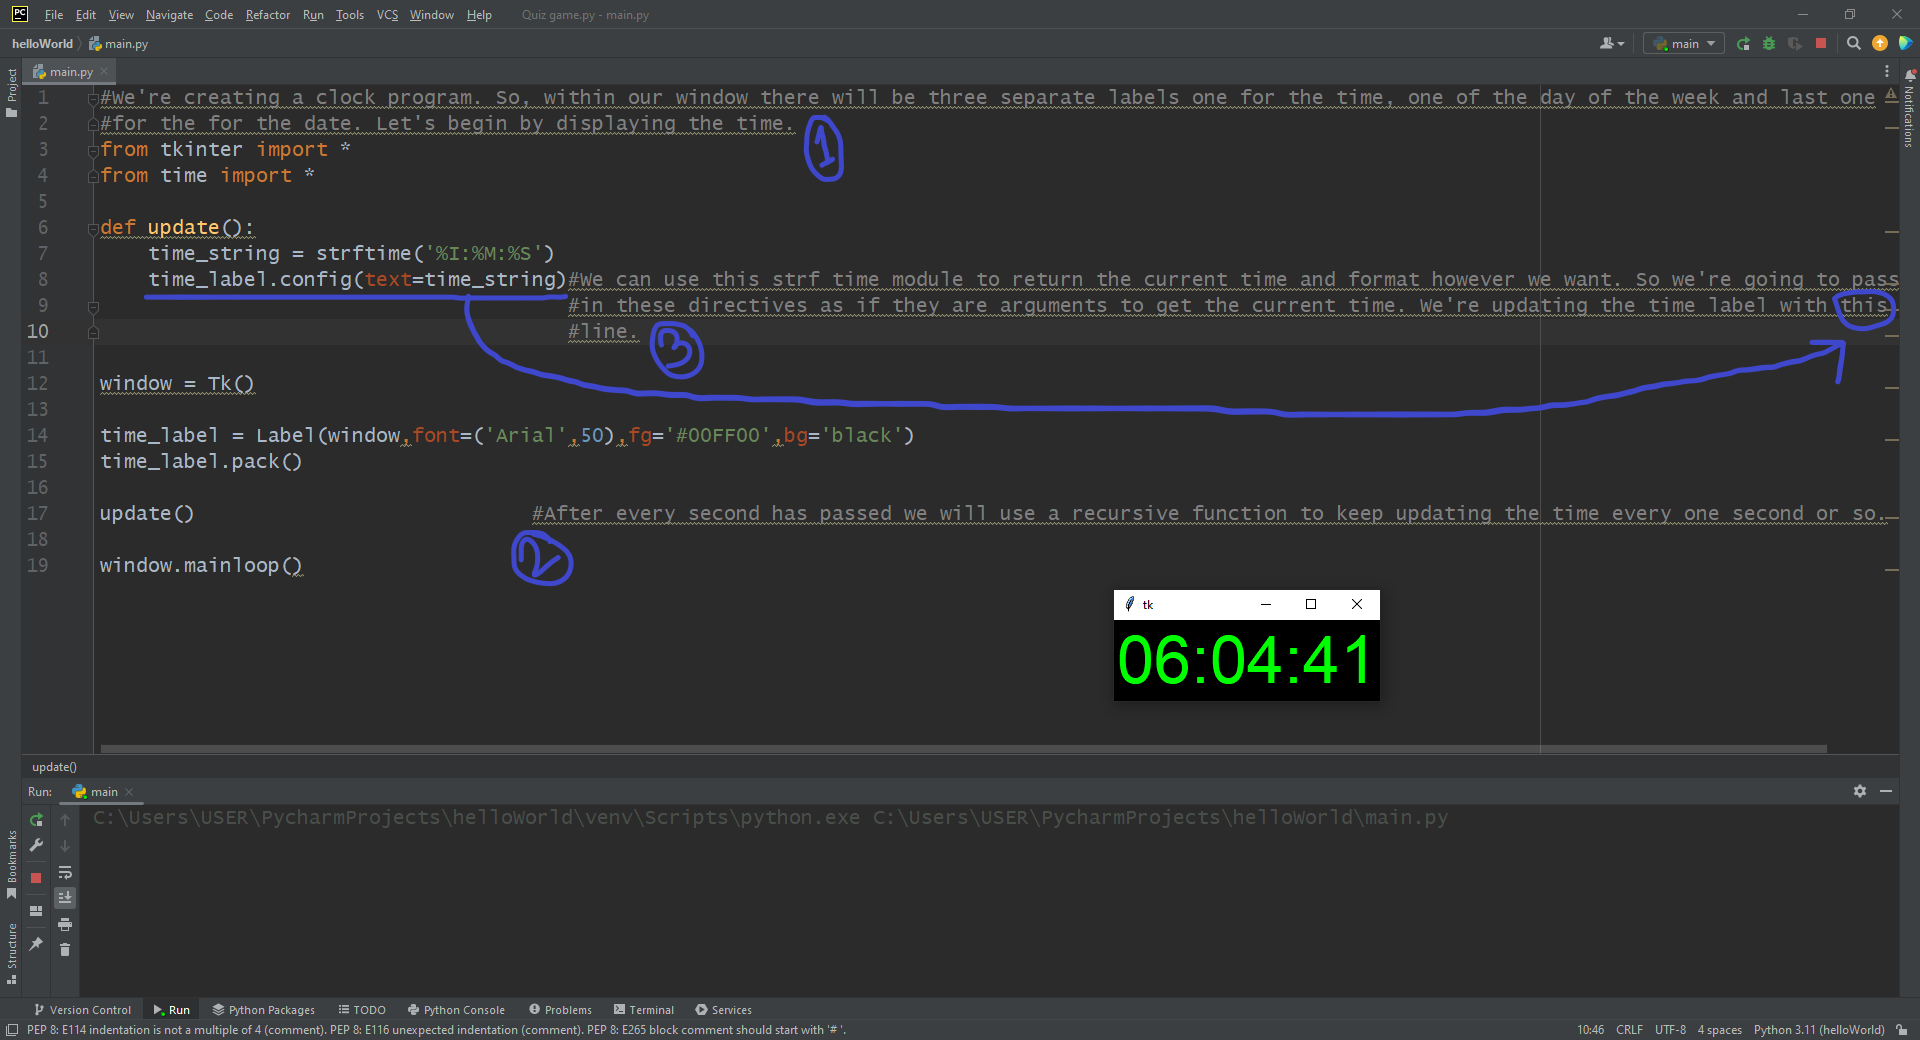 PC File Edit View Navigate Code Refactor Run Tools VCS Window Help Quiz game.py - main.py
helloWorld main.py main
Project
main.py
Notifications
1 #We're creating a clock program. So, within our window there will be three separate labels one for the time, one of the day of the week and last one
2 #for the for the date. Let's begin by displaying the time.
1
3 from tkinter import *
4 from time import *
5
6 def update():
7 time_string = strftime('%I:%M:%S')
8 time_label.config(text=time_string)#We can use this strf time module to return the current time and format however we want. So we're going to pass
9 #in these directives as if they are arguments to get the current time. We're updating the time label with this
10 #line.
3
11
12 window = Tk()
13
14 time_label = Label(window,font=('Arial',50),fg='#00FF00',bg='black')
15 time_label.pack()
16
17 update() #After every second has passed we will use a recursive function to keep updating the time every one second or so.
18
19 window.mainloop()
2
tk
06:04:41
update()
Run: main
C:\Users\USER\PycharmProjects\helloWorld\venv\Scripts\python.exe C:\Users\USER\PycharmProjects\helloWorld\main.py
Bookmarks
Structure
Version Control Run Python Packages TODO Python Console Problems Terminal Services
PEP 8: E114 indentation is not a multiple of 4 (comment). PEP 8: E116 unexpected indentation (comment). PEP 8: E265 block comment should start with '# '. 10:46 CRLF UTF-8 4 spaces Python 3.11 (helloWorld)